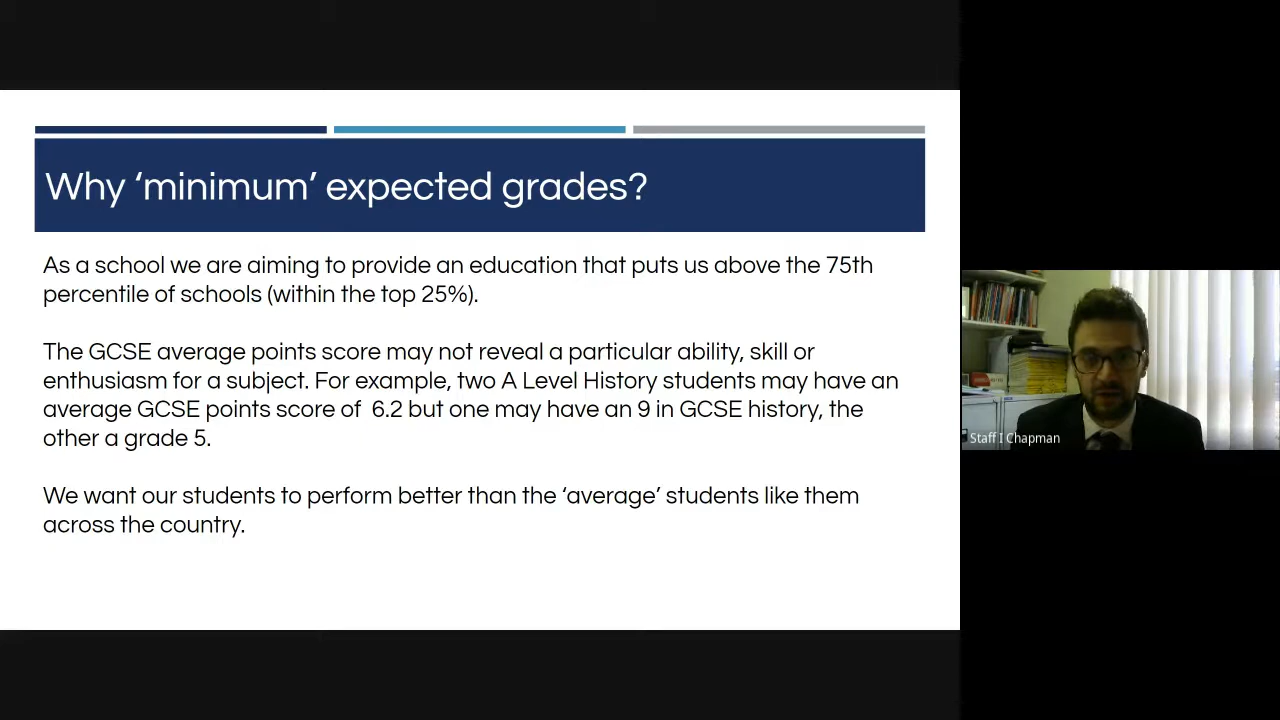 Why ‘minimum’ expected grades?
As a school we are aiming to provide an education that puts us above the 75th
percentile of schools (within the top 25%).
The GCSE average points score may not reveal a particular ability, skill or
enthusiasm for a subject. For example, two A Level History students may have an
average GCSE points score of  6.2 but one may have an 9 in GCSE history, the
other a grade 5.
We want our students to perform better than the ‘average’ students like them
across the country.
Staff I Chapman